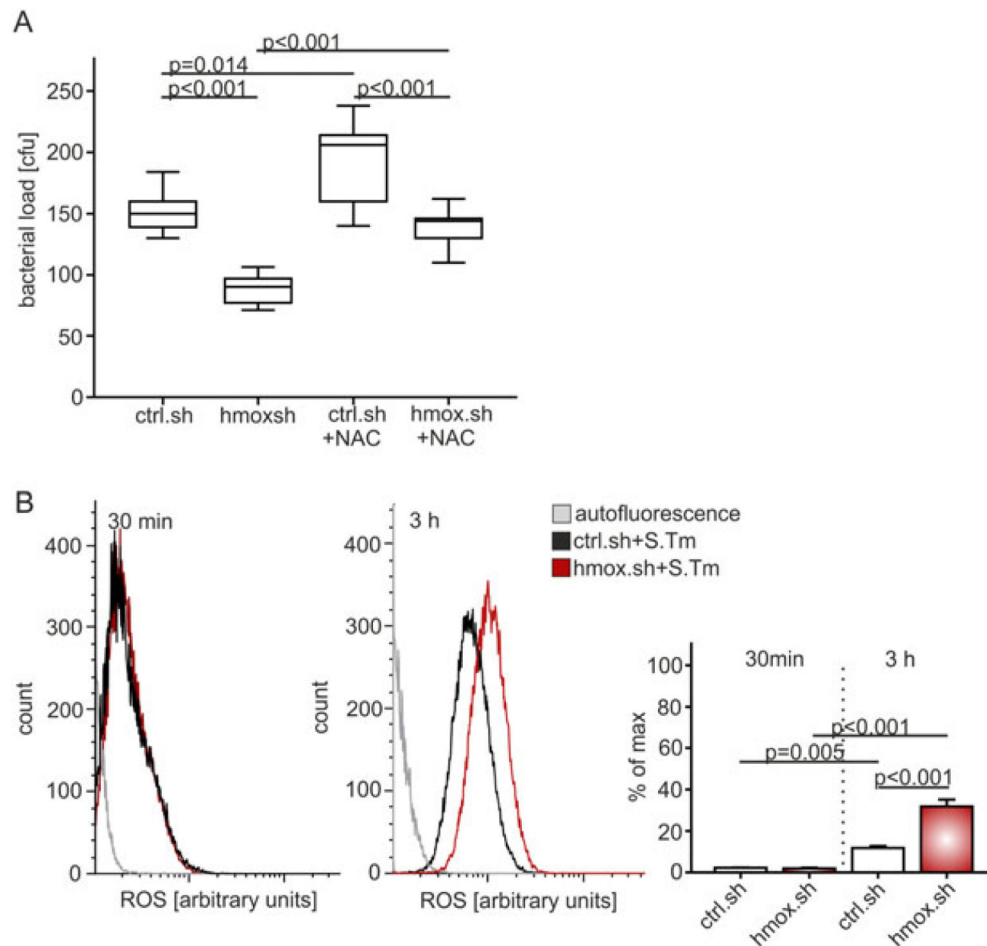 A
p<0.001
p=0.014
p<0.001
p<0.001
bacterial load [cfu]
250
200
150
100
50
0
ctrl.sh
hmoxsh
ctrl.sh
+NAC
hmox.sh
+NAC
B
30 min
count
400
300
200
100
0
ROS [arbitrary units]
3 h
count
400
300
200
100
0
ROS [arbitrary units]
autofluorescence
ctrl.sh+S.Tm
hmox.sh+S.Tm
30min
3 h
% of max
100
80
60
40
20
0
p<0.001
p=0.005
p<0.001
ctrl.sh
hmox.sh
ctrl.sh
hmox.sh